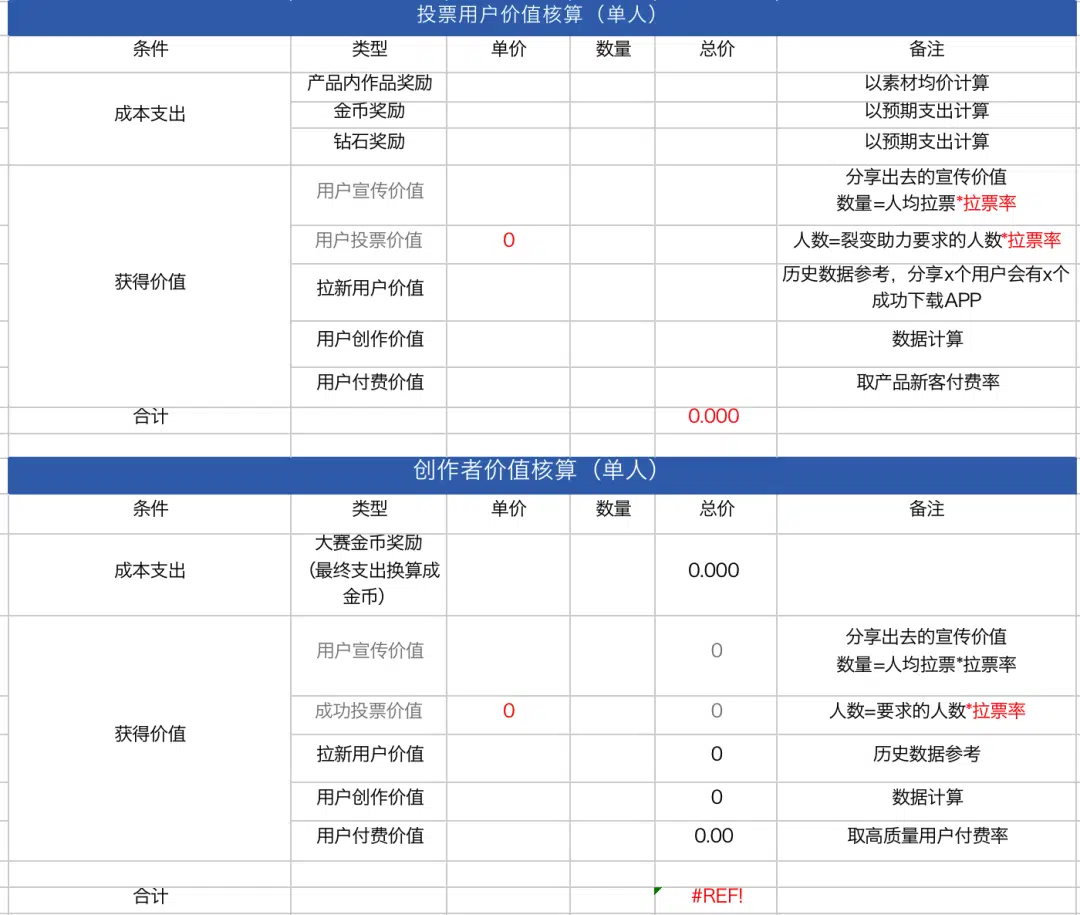 投票用户价值核算（单人）
条件 类型 单价 数量 总价 备注
成本支出 产品内作品奖励 以素材均价计算
金币奖励 以预期支出计算
钻石奖励 以预期支出计算
获得价值 用户宣传价值 分享出去的宣传价值
数量=人均拉票*拉票率
用户投票价值 0 人数=裂变助力要求的人数*拉票率
拉新用户价值 历史数据参考，分享x个用户会有x个
成功下载APP
用户创作价值 数据计算
用户付费价值 取产品新客付费率
合计 0.000
创作者价值核算（单人）
条件 类型 单价 数量 总价 备注
成本支出 大赛金币奖励
（最终支出换算成
金币） 0.000
获得价值 用户宣传价值 0 分享出去的宣传价值
数量=人均拉票*拉票率
成功投票价值 0 0 人数=要求的人数*拉票率
拉新用户价值 0 历史数据参考
用户创作价值 0 数据计算
用户付费价值 0.00 取高质量用户付费率
合计 #REF!